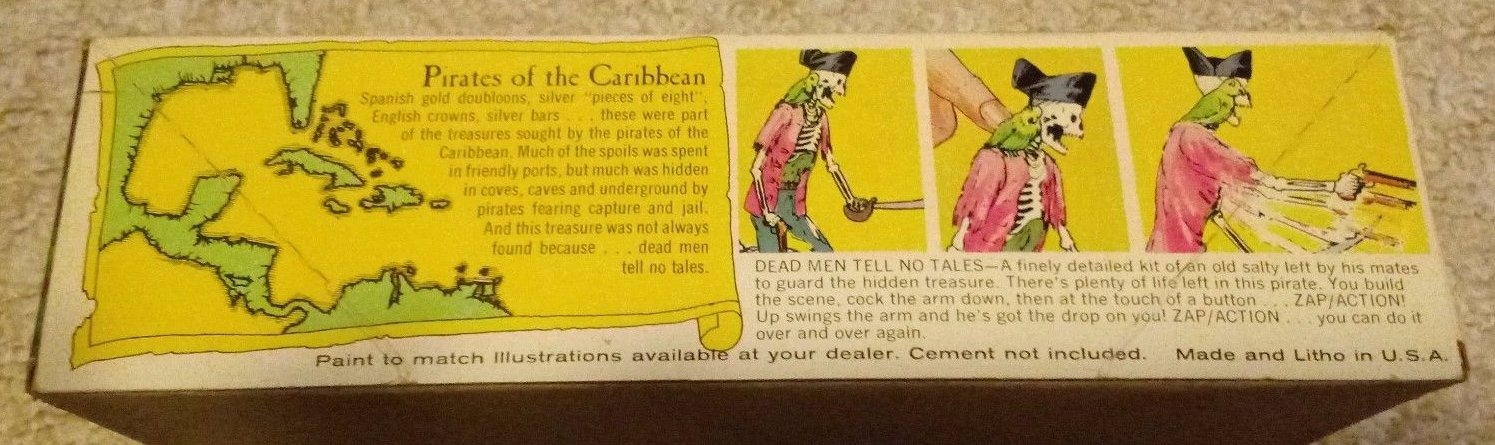 Pirates of the Caribbean
Spanish gold doubloons, silver "pieces of eight",
English crowns, silver bars . . . these were part
of the treasures sought by the pirates of the
Caribbean. Much of the spoils was spent
in friendly ports, but much was hidden
in coves, caves and underground by
pirates fearing capture and jail.
And this treasure was not always
found because . . . dead men
tell no tales.
DEAD MEN TELL NO TALES—A finely detailed kit of an old salty left by his mates
to guard the hidden treasure. There's plenty of life left in this pirate. You build
the scene, cock the arm down, then at the touch of a button . . . ZAP/ACTION!
Up swings the arm and he's got the drop on you! ZAP/ACTION . . . you can do it
over and over again.
Paint to match Illustrations available at your dealer. Cement not included. Made and Litho in U.S.A.